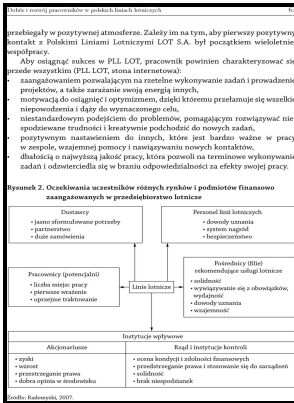 Dobór i rozwój pracowników w polskich liniach lotniczych
przebiegały w pozytywnej atmosferze. Zależy im na tym, aby pierwszy pozytywny
kontakt z Polskimi Liniami Lotniczymi LOT S.A. był początkiem wieloletniej
współpracy.
Aby osiągnąć sukces w PLL LOT, pracownik powinien charakteryzować się
przede wszystkim (PLL LOT, stona internetowa):
• zaangażowaniem pozwalającym na rzetelne wykonywanie zadań i prowadzenie
projektów, a także zarażanie swoją energią innych,
• motywacją do osiągnięć i optymizmem, dzięki któremu przełamuje się wszelkie
niepowodzenia i dąży do wyznaczonego celu,
• niestandardowym podejściem do problemów, pomagającym rozwiązywać nie-
spodziewane trudności i kreatywnie podchodzić do nowych zadań,
• pozytywnym nastawieniem do innych, które jest bardzo ważne w pracy
w zespole, wzajemnej pomocy i nawiązywaniu nowych kontaktów,
• dbałością o najwyższą jakość pracy, która pozwoli na terminowe wykonywanie
zadań i odzwierciedla się w braniu odpowiedzialności za efekty swojej pracy.
Rysunek 2. Oczekiwania uczestników różnych rynków i podmiotów finansowo
zaangażowanych w przedsiębiorstwo lotnicze
Dostawcy
• jasno sformułowane potrzeby
• partnerstwo
• duże zamówienia
Personel linii lotniczych
• dowody uznania
• system nagród
• bezpieczeństwo
Pracownicy (potencjalni)
• liczba miejsc pracy
• pierwsze wrażenie
• uprzejme traktowanie
Linie lotnicze
Pośrednicy (filie)
rekomendujące usługi lotnicze
• solidność
• wywiązywanie się z obowiązków,
wydajność
• dowody uznania
• wzajemność
Instytucje wpływowe
Akcjonariusze
• zyski
• wzrost
• przestrzeganie prawa
• dobra opinia w środowisku
Rząd i instytucje kontroli
• ocena kondycji i zdolności finansowych
• przedstrzeganie prawa i stosowanie się do zarządzeń
• solidność
• brak niespodzianek
Źródło: Radomyski, 2007.